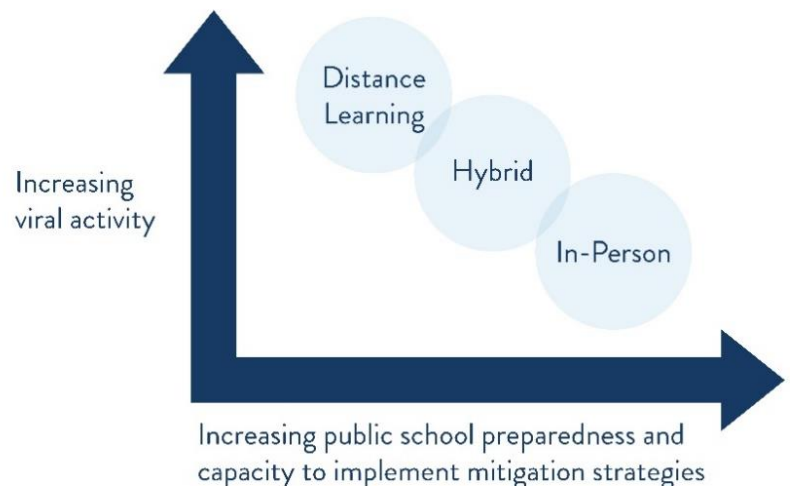 Distance
Learning
Hybrid
In-Person
Increasing
viral activity
Increasing public school preparedness and
capacity to implement mitigation strategies